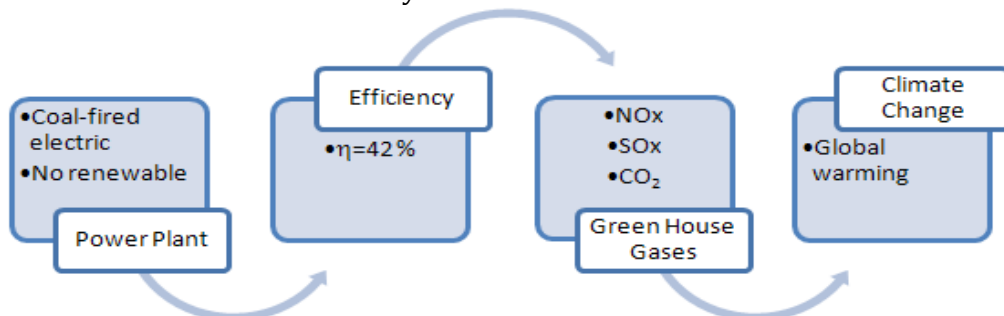 •Coal-fired
electric
•No renewable
Power Plant
Efficiency
•η=42%
•NOx
•SOx
•CO₂
Green House
Gases
Climate
Change
•Global
warming